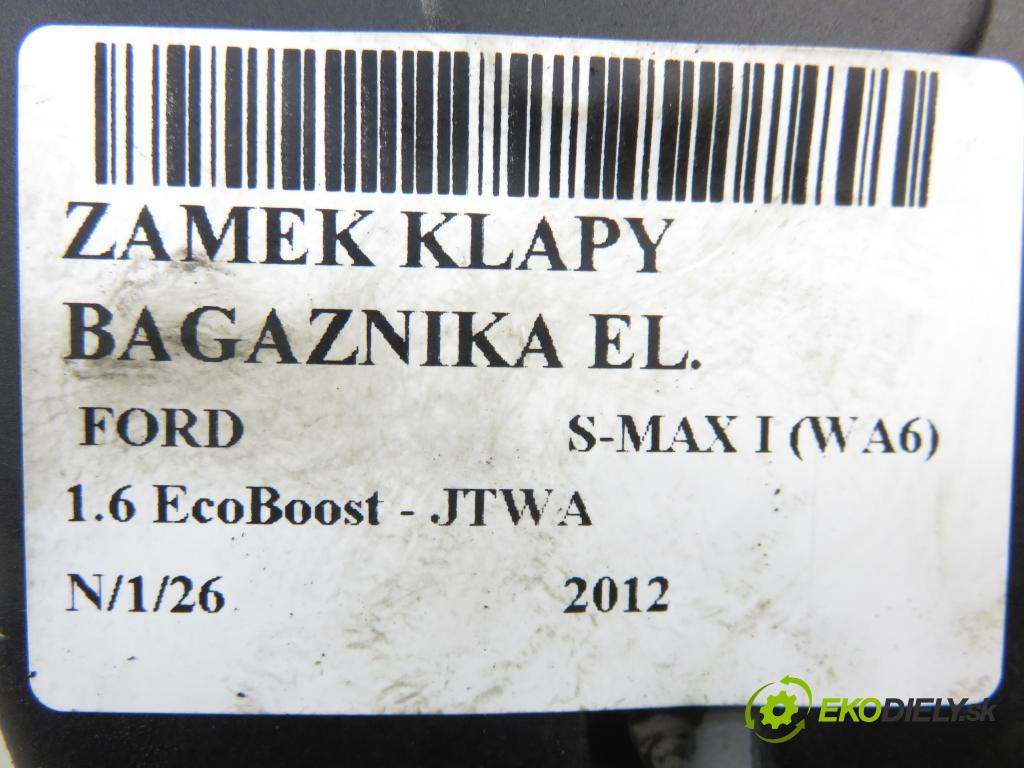 ZAMEK KLAPY
BAGAZNIKA EL.
FORD S-MAX I (WA6)
1.6 EcoBoost - JTWA
N/1/26 2012
EKODIELY.SK